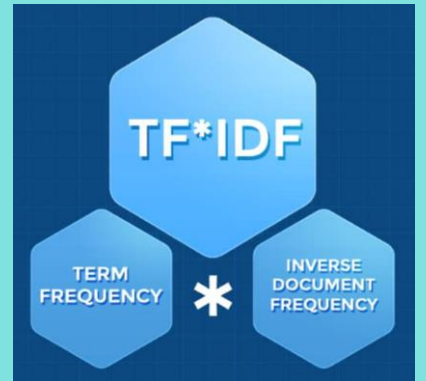 TF*IDF
TERM
FREQUENCY
*
INVERSE
DOCUMENT
FREQUENCY